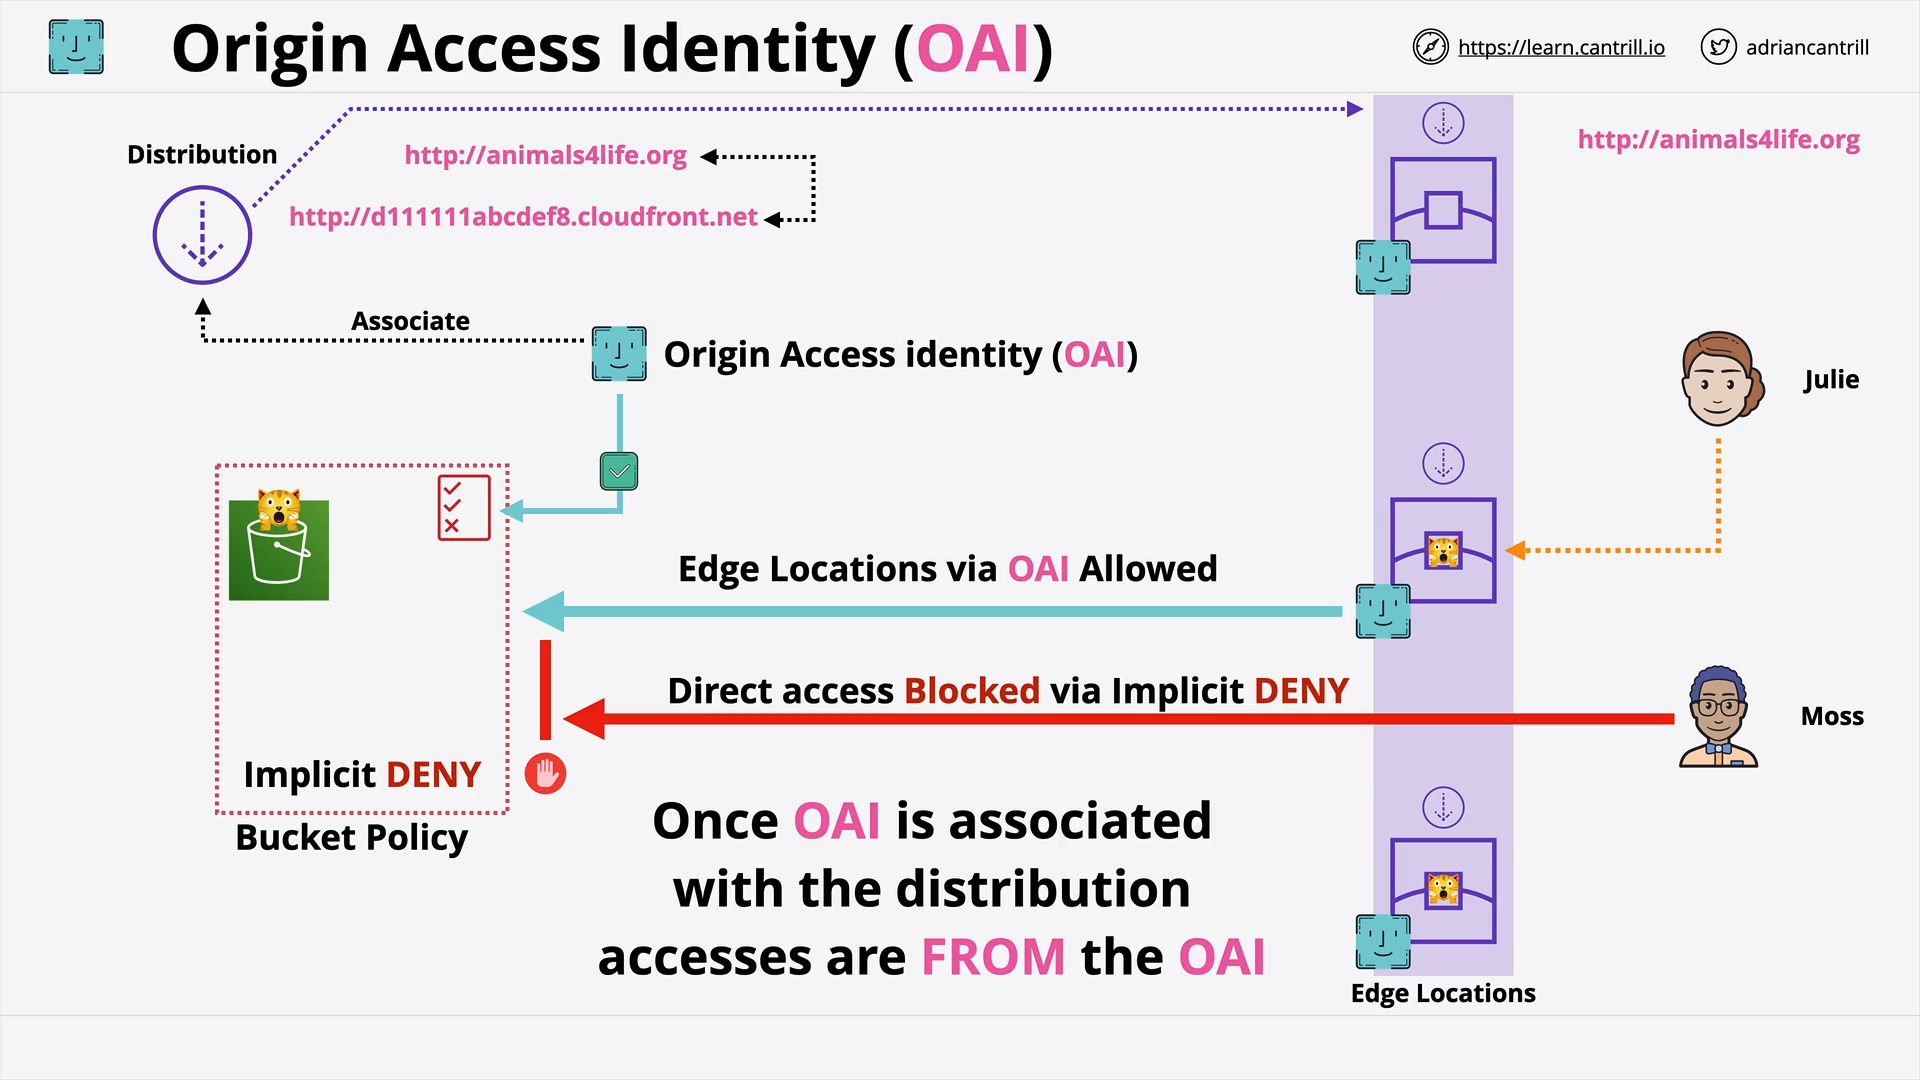 Origin Access Identity (OAI)
https://learn.cantrill.io
adriancantrill
Distribution
http://animals4life.org
http://d111111abcdef8.cloudfront.net
http://animals4life.org
Associate
Origin Access identity (OAI)
Julie
Edge Locations via OAI Allowed
Direct access Blocked via Implicit DENY
Moss
Implicit DENY
Bucket Policy
Once OAI is associated
with the distribution
accesses are FROM the OAI
Edge Locations